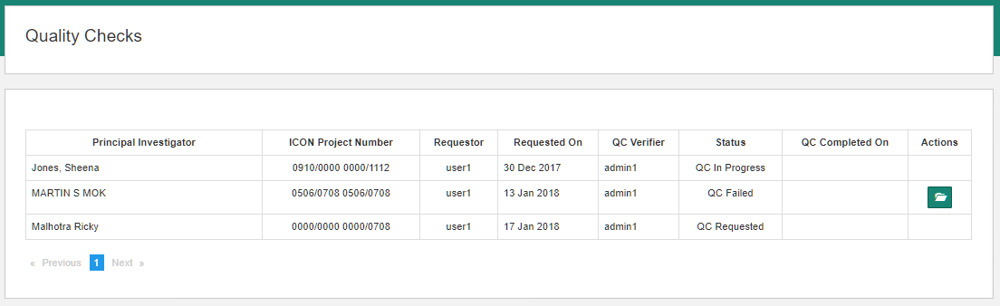 Quality Checks
Principal Investigator ICON Project Number Requestor Requested On QC Verifier Status QC Completed On Actions
Jones, Sheena 0910/0000 0000/1112 user1 30 Dec 2017 admin1 QC In Progress
MARTIN S MOK 0506/0708 0506/0708 user1 13 Jan 2018 admin1 QC Failed
Malhotra Ricky 0000/0000 0000/0708 user1 17 Jan 2018 admin1 QC Requested
« Previous 1 Next »